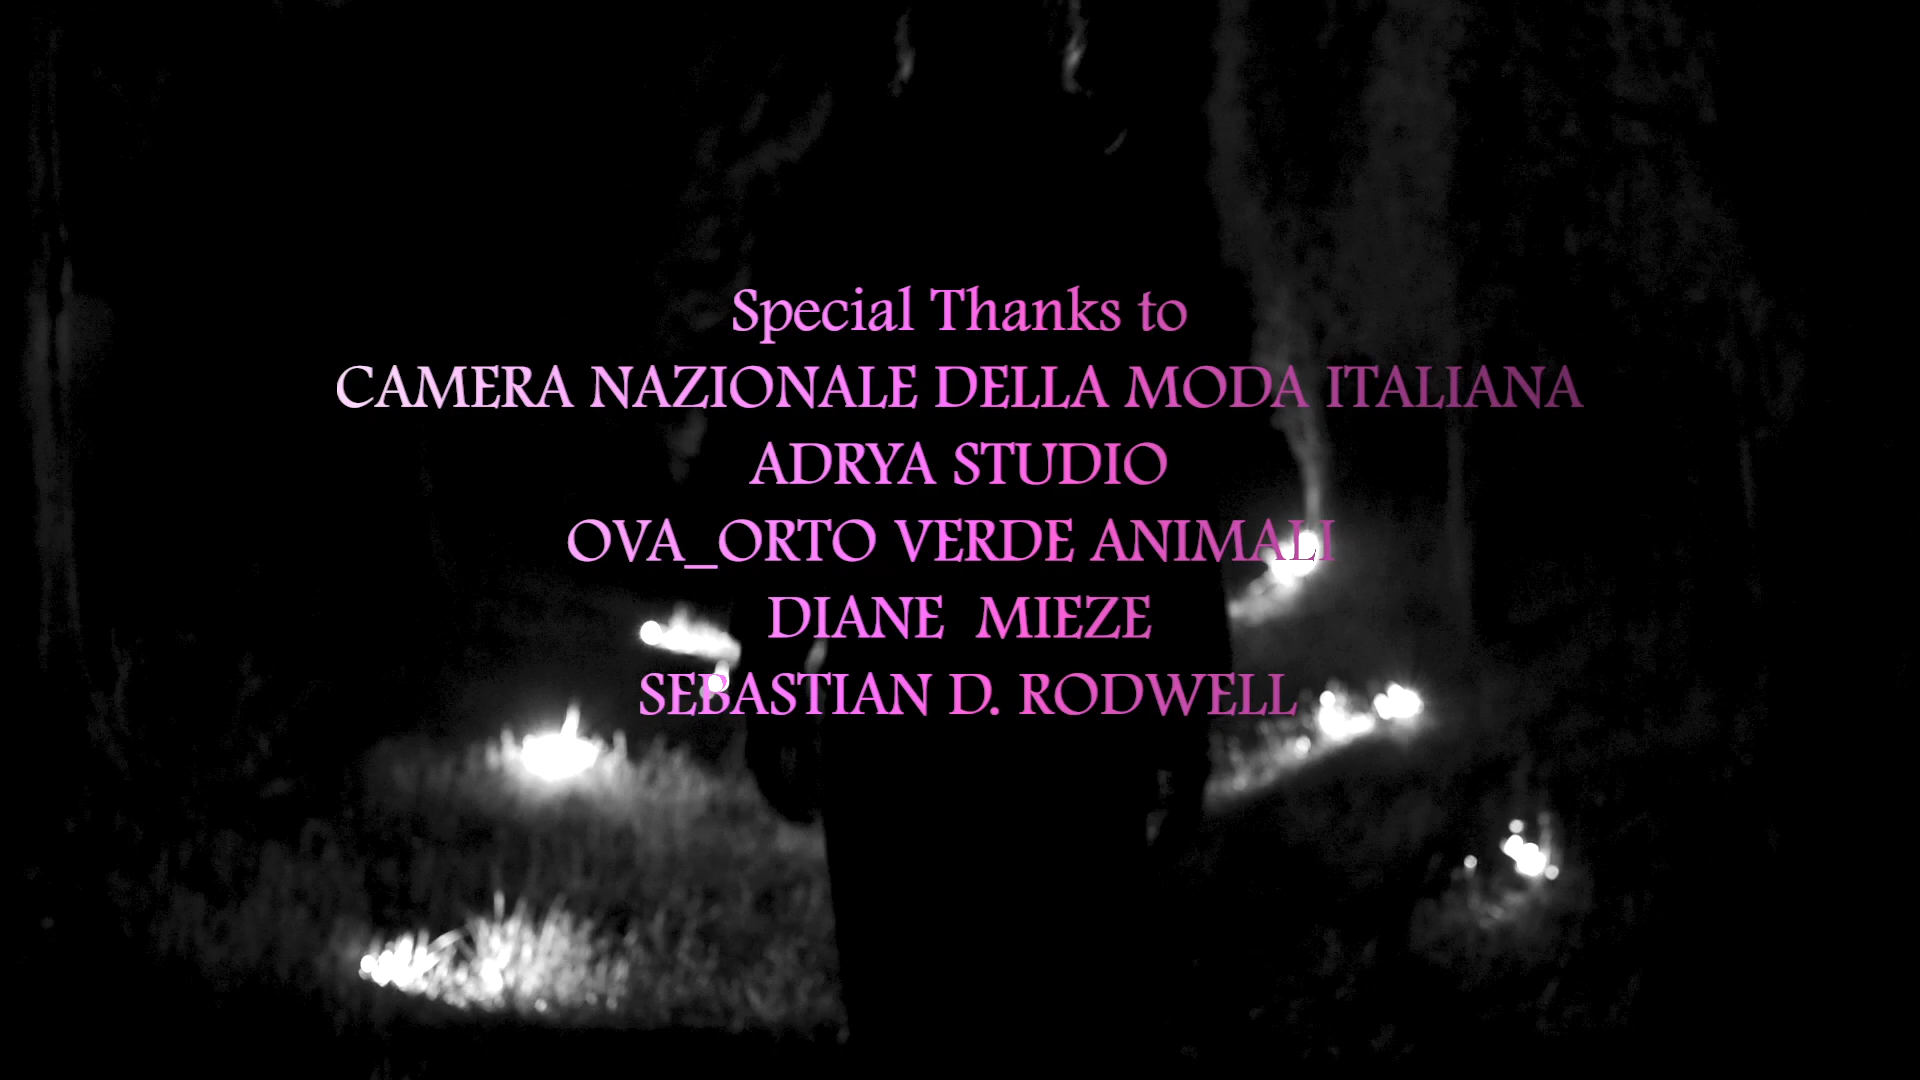 Special Thanks to
CAMERA NAZIONALE DELLA MODA ITALIANA
ADRYA STUDIO
OVA_ORTO VERDE ANIMALI
DIANE  MIEZE
SEBASTIAN D. RODWELL